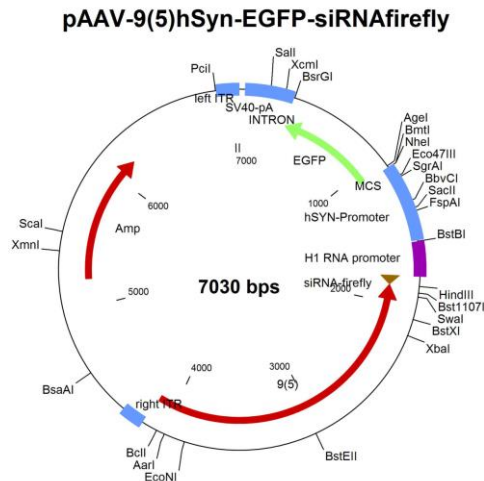 pAAV-9(5)hSyn-EGFP-siRNAfirefly
SalI
XcmI
BsrGI
PciI
left ITR
SV40-pA
INTRON
II
7000
EGFP
AgeI
BmtI
NheI
Eco47III
SgrAI
BbvCI
SacII
FspAI
MCS
1000
hSYN-Promoter
BstBI
H1 RNA promoter
siRNA-firefly
2000
7030 bps
HindIII
Bst1107I
SwaI
BstXI
XbaI
Amp
6000
ScaI
XmnI
5000
4000
3000
9(5)
BsaAI
right ITR
BclI
AarI
EcoNI
BstEII